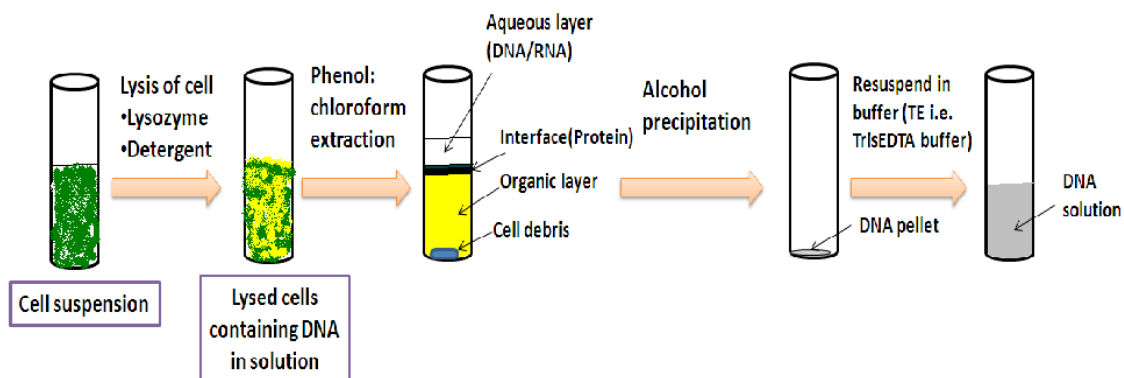 Lysis of cell
•Lysozyme
•Detergent
Phenol:
chloroform
extraction
Aqueous layer
(DNA/RNA)
Interface(Protein)
Organic layer
Cell debris
Alcohol
precipitation
Resuspend in
buffer (TE i.e.
TrisEDTA buffer)
DNA pellet
DNA
solution
Cell suspension
Lysed cells
containing DNA
in solution